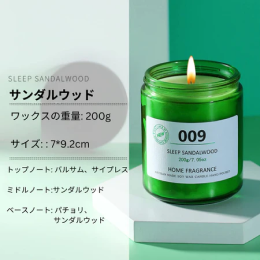 SLEEP SANDALWOOD
サンダルウッド
ワックスの重量: 200g
サイズ: : 7*9.2cm
トップノート: バルサム、サイプレス
ミドルノート:サンダルウッド
ベースノート: パチョリ、
サンダルウッド
009
SLEEP SANDALWOOD
200g/7. 05oz
HOME FRAGRANCE